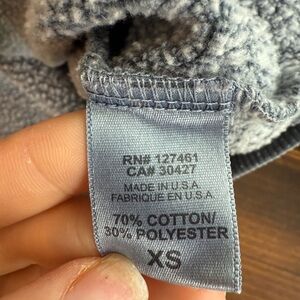 RN# 127461
CA# 30427
MADE IN U.S.A.
FABRIQUE EN U.S.A.
70% COTTON/
30% POLYESTER
XS